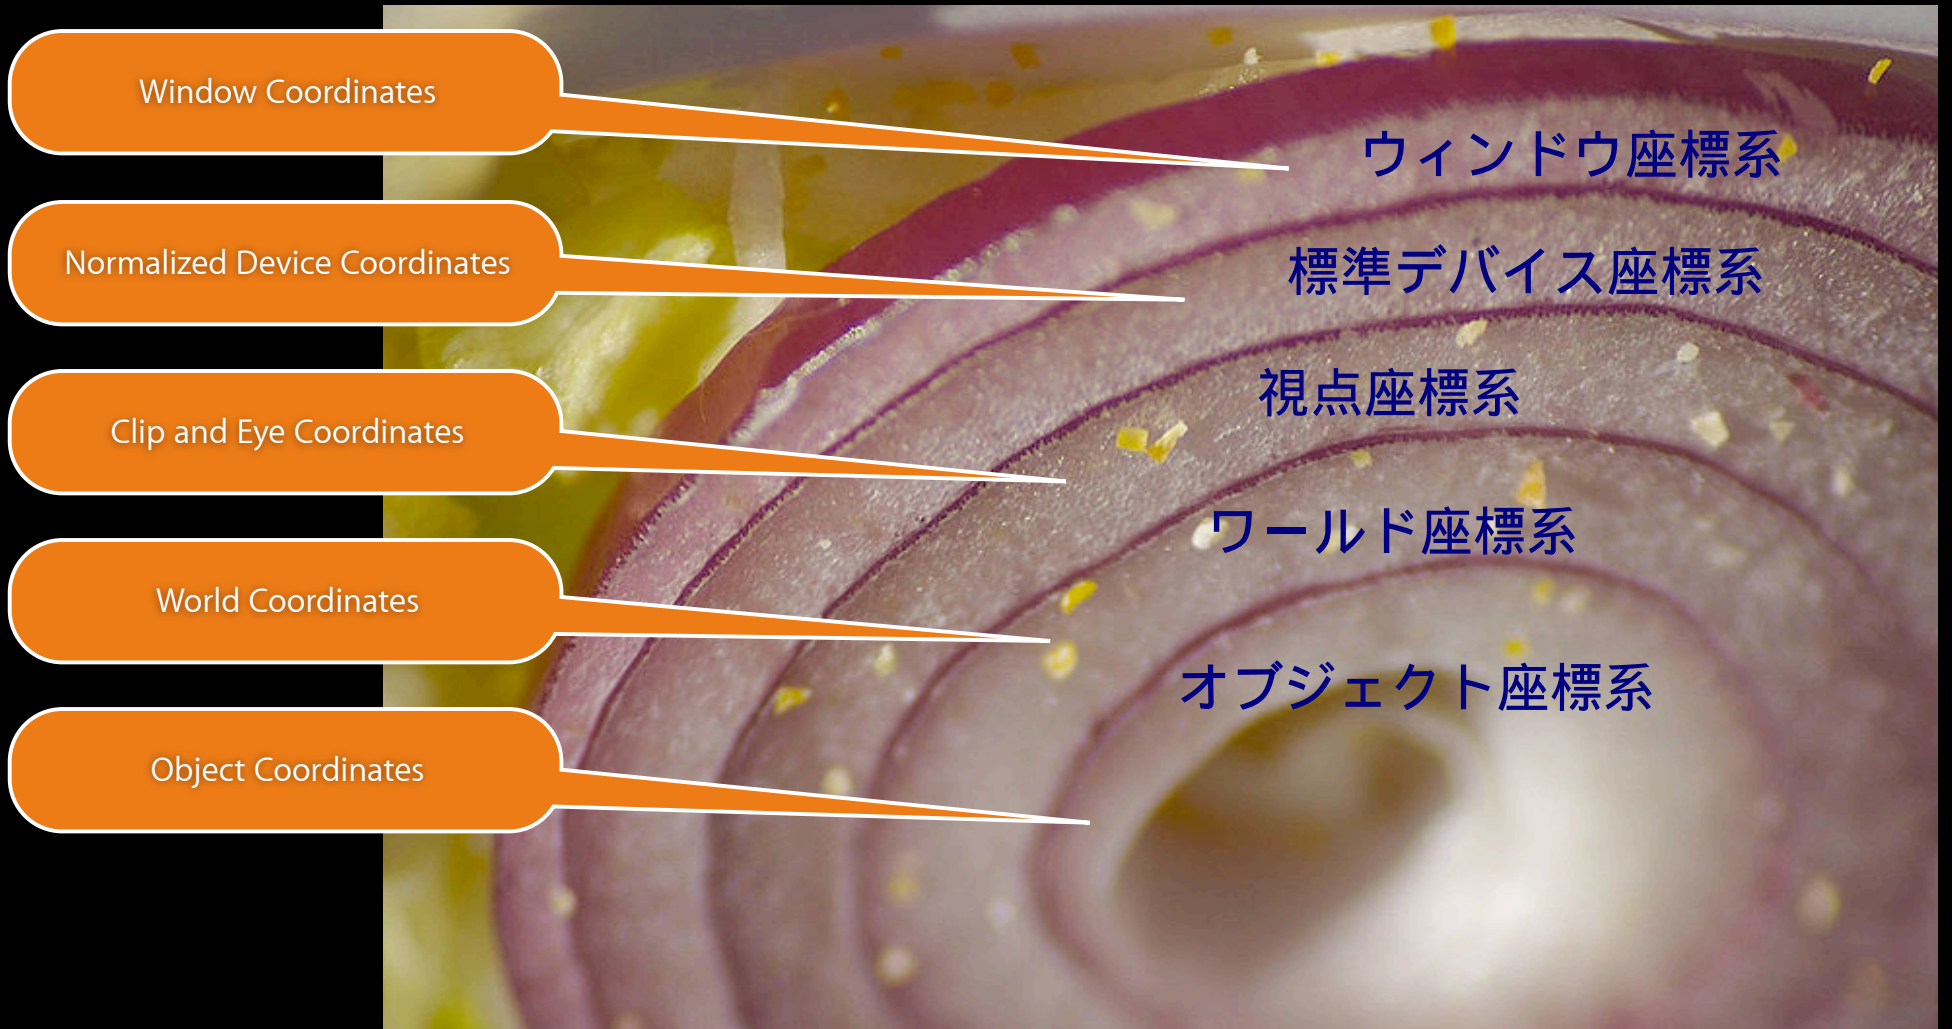 Window Coordinates
ウィンドウ座標系
Normalized Device Coordinates
標準デバイス座標系
Clip and Eye Coordinates
視点座標系
World Coordinates
ワールド座標系
Object Coordinates
オブジェクト座標系